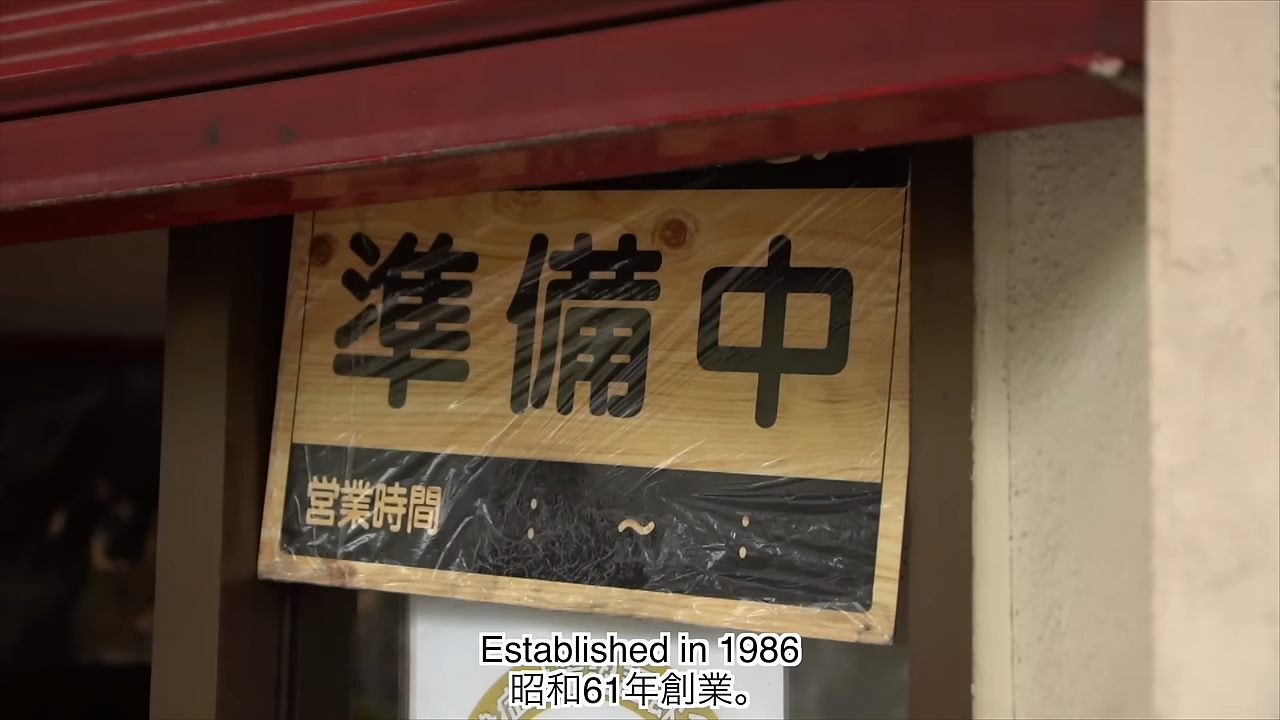 準備中
営業時間 : ～ :
Established in 1986
昭和61年創業。